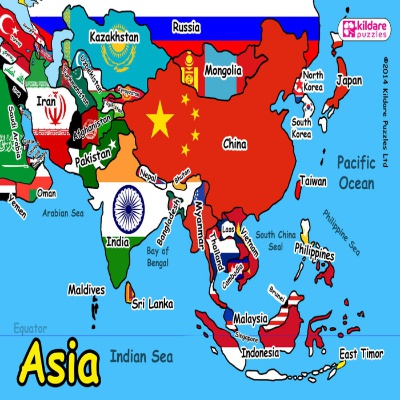 kildare
puzzles
©2014 Kildare Puzzles Ltd
Russia
Kazakhstan
Mongolia
North
Korea
Japan
South
Korea
China
Iran
Afghanistan
Pakistan
Saudi Arabia
Oman
Yemen
Arabian Sea
Nepal
Bhutan
Bangladesh
India
Myanmar
Laos
Thailand
Vietnam
Cambodia
Taiwan
Pacific
Ocean
Philippine Sea
South China
Sea
Philippines
Bay of
Bengal
Maldives
Sri Lanka
Brunei
Malaysia
Singapore
Indonesia
East Timor
Equator
Indian Sea
Asia